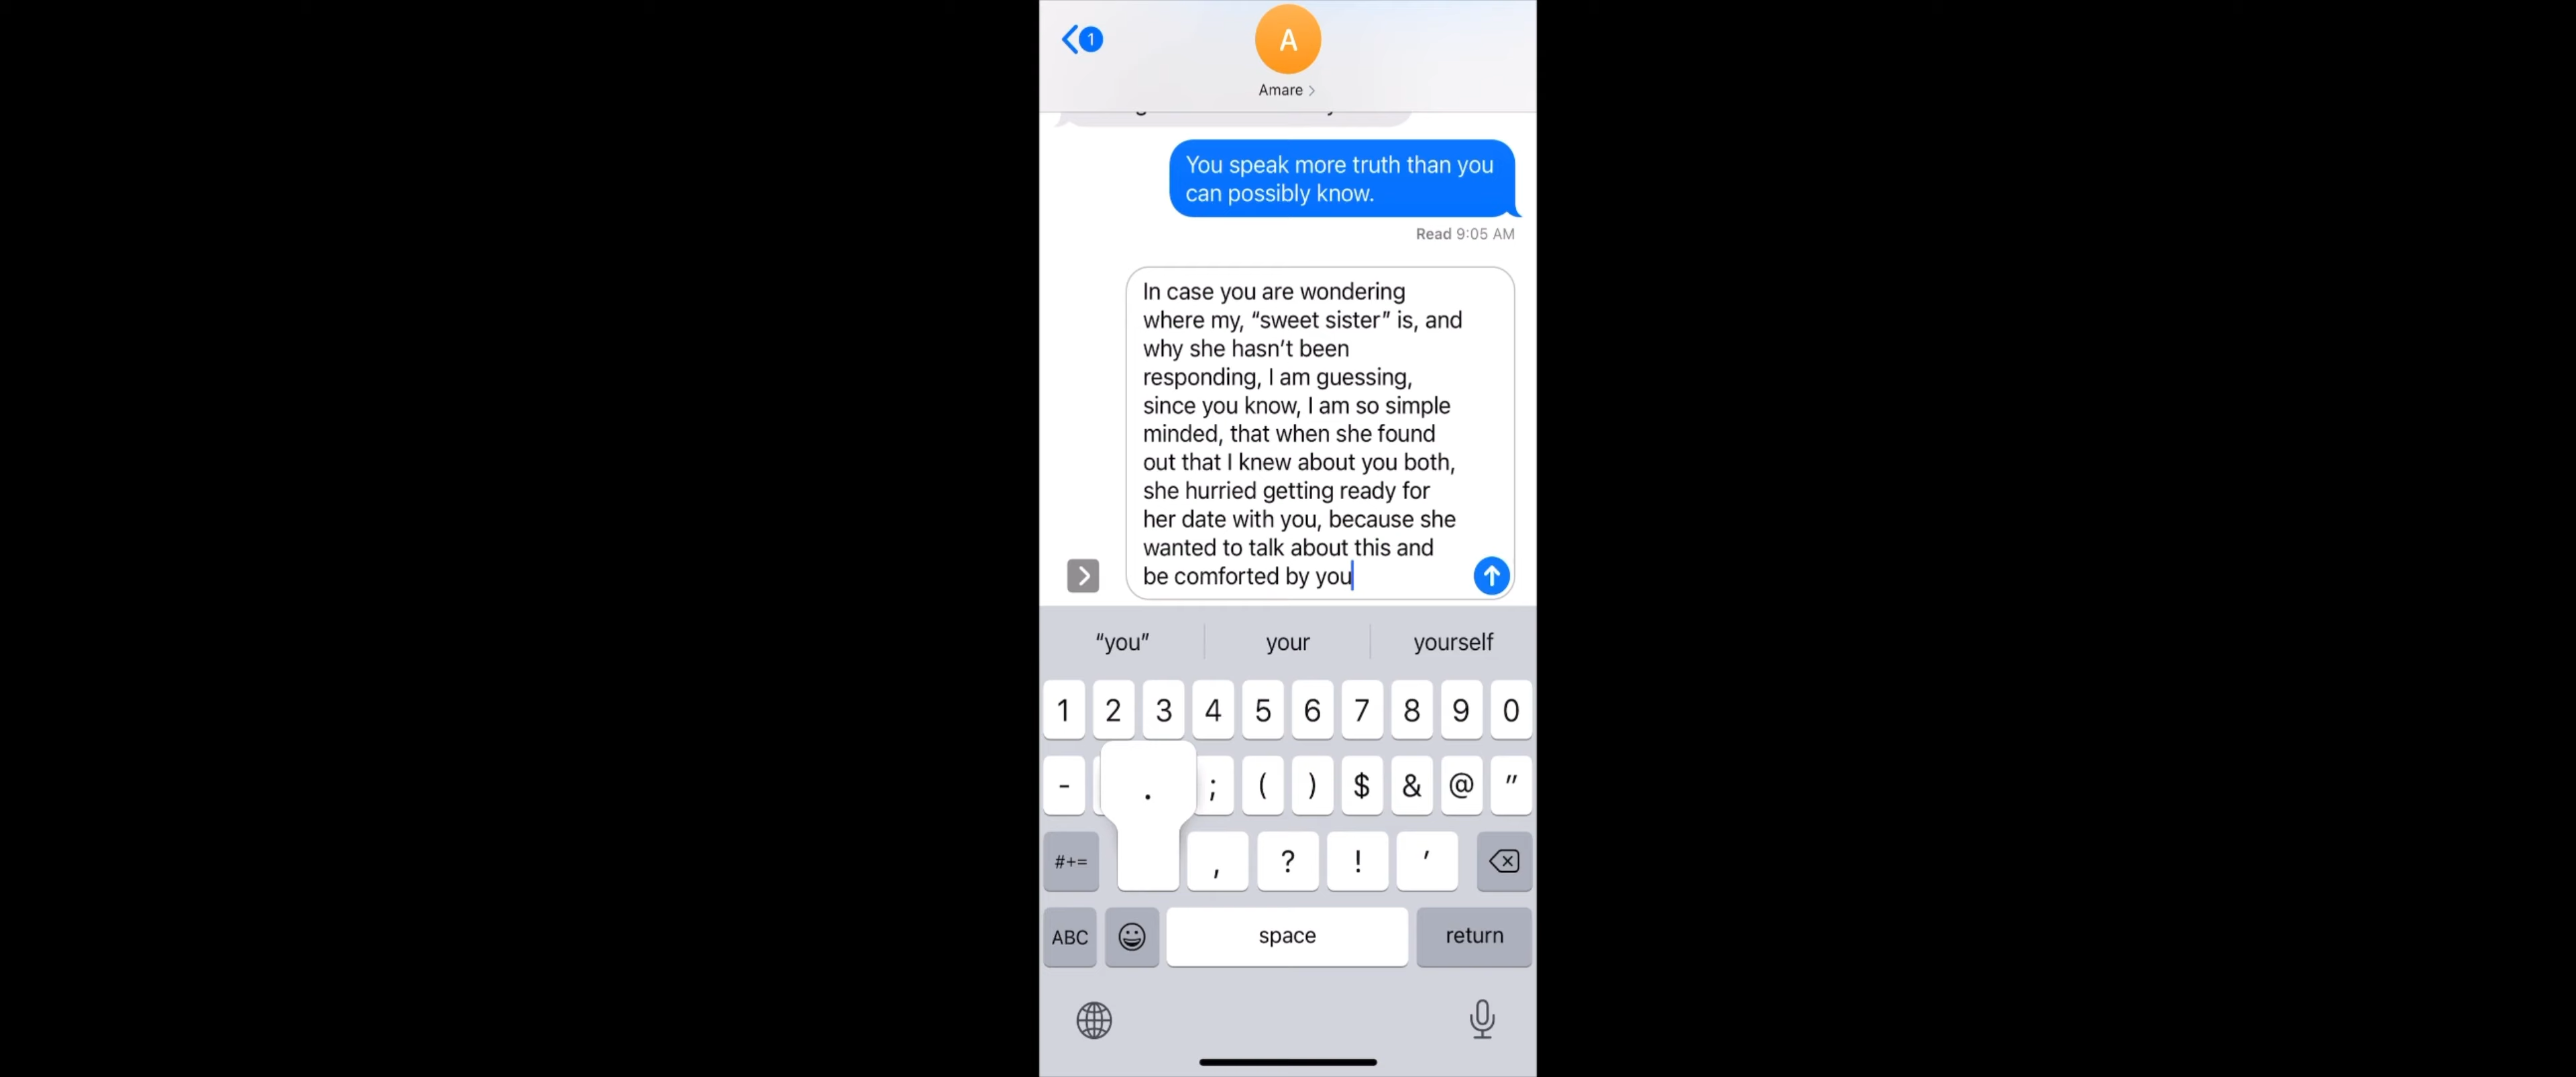 1
A
Amare
You speak more truth than you
can possibly know.
Read 9:05 AM
In case you are wondering
where my, “sweet sister” is, and
why she hasn’t been
responding, I am guessing,
since you know, I am so simple
minded, that when she found
out that I knew about you both,
she hurried getting ready for
her date with you, because she
wanted to talk about this and
be comforted by you
“you” your yourself
1 2 3 4 5 6 7 8 9 0
- . ; ( ) $ & @ "
#+= , ? ! ’
ABC space return